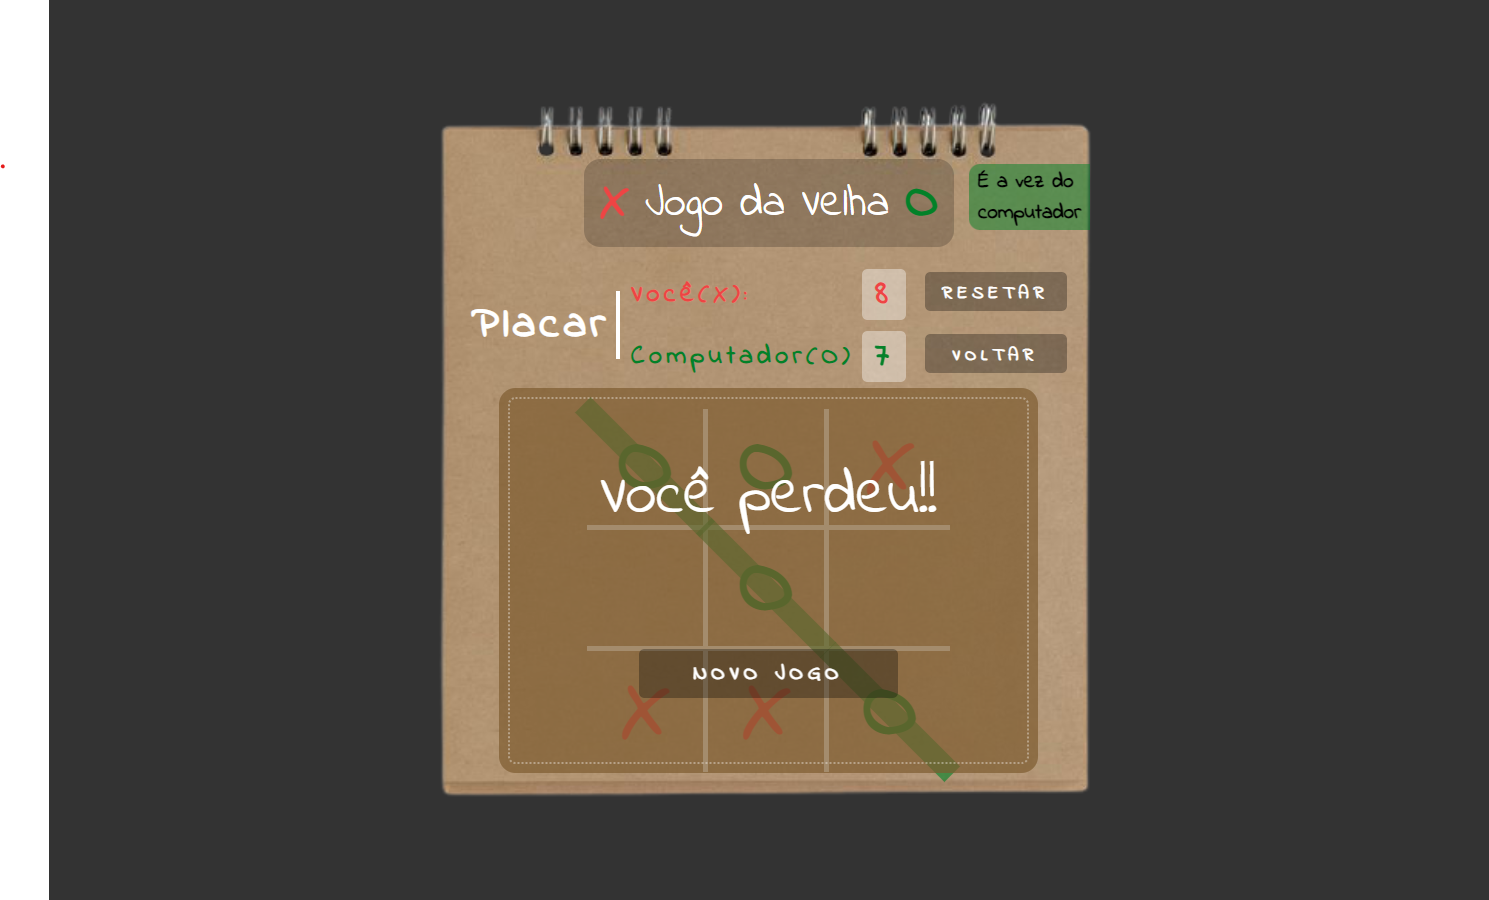 X Jogo da velha O
É a vez do
computador
Placar
Você(X): 8
RESETAR
Computador(O) 7
VOLTAR
O O X
Você perdeu!!
O
NOVO JOGO
X X O